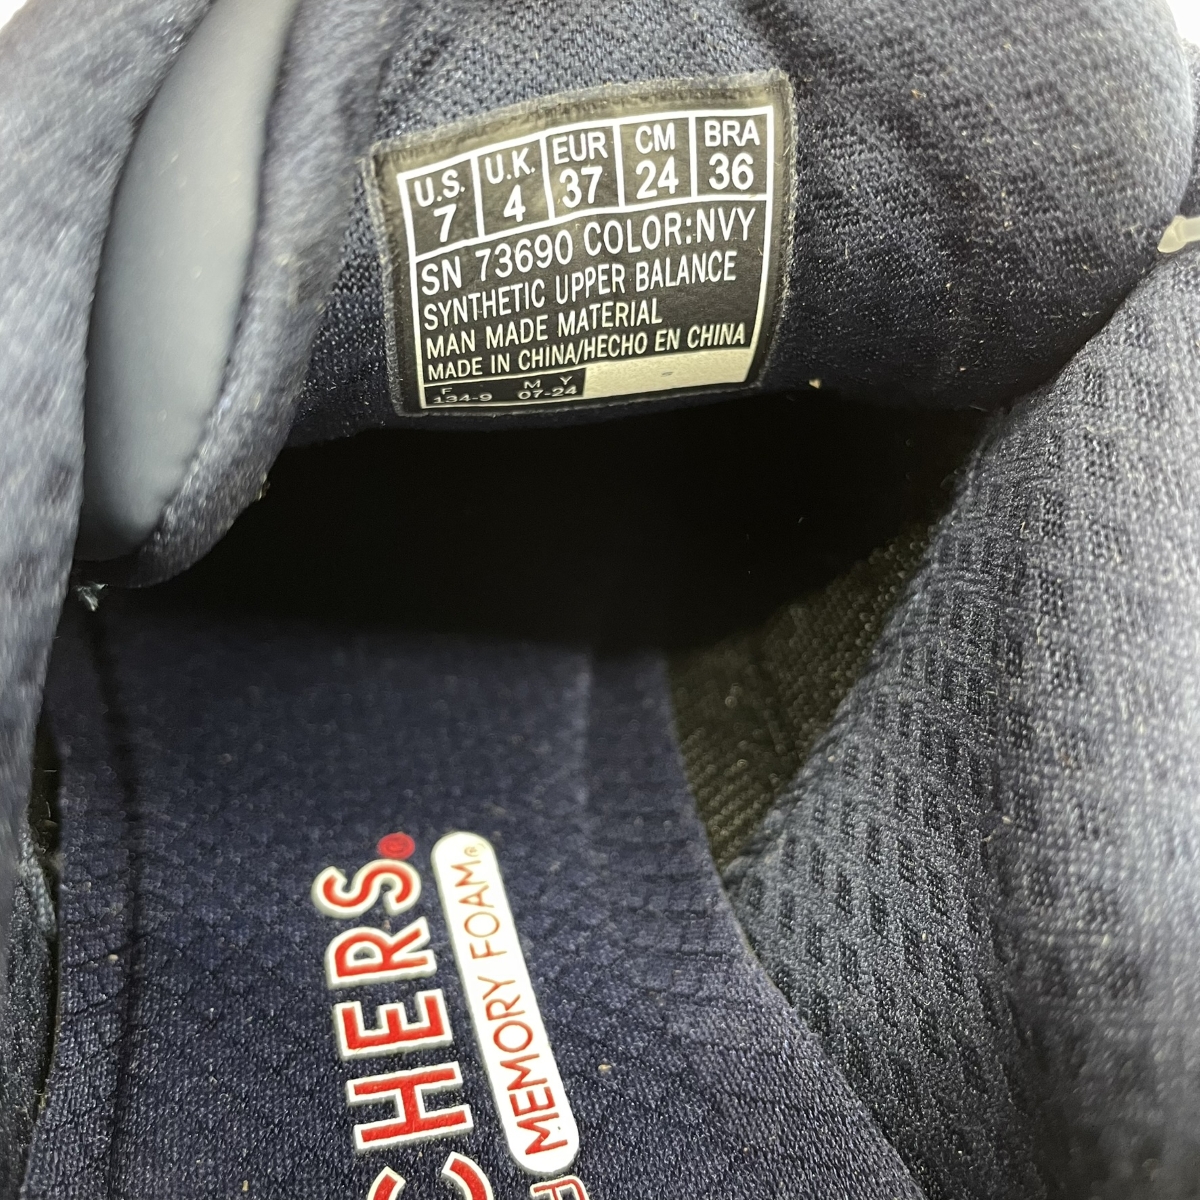 U.S. U.K. EUR CM BRA
7 4 37 24 36
SN 73690 COLOR:NVY
SYNTHETIC UPPER BALANCE
MAN MADE MATERIAL
MADE IN CHINA/HECHO EN CHINA
F M Y
134-9 07-24
CHERS®
MEMORY FOAM®